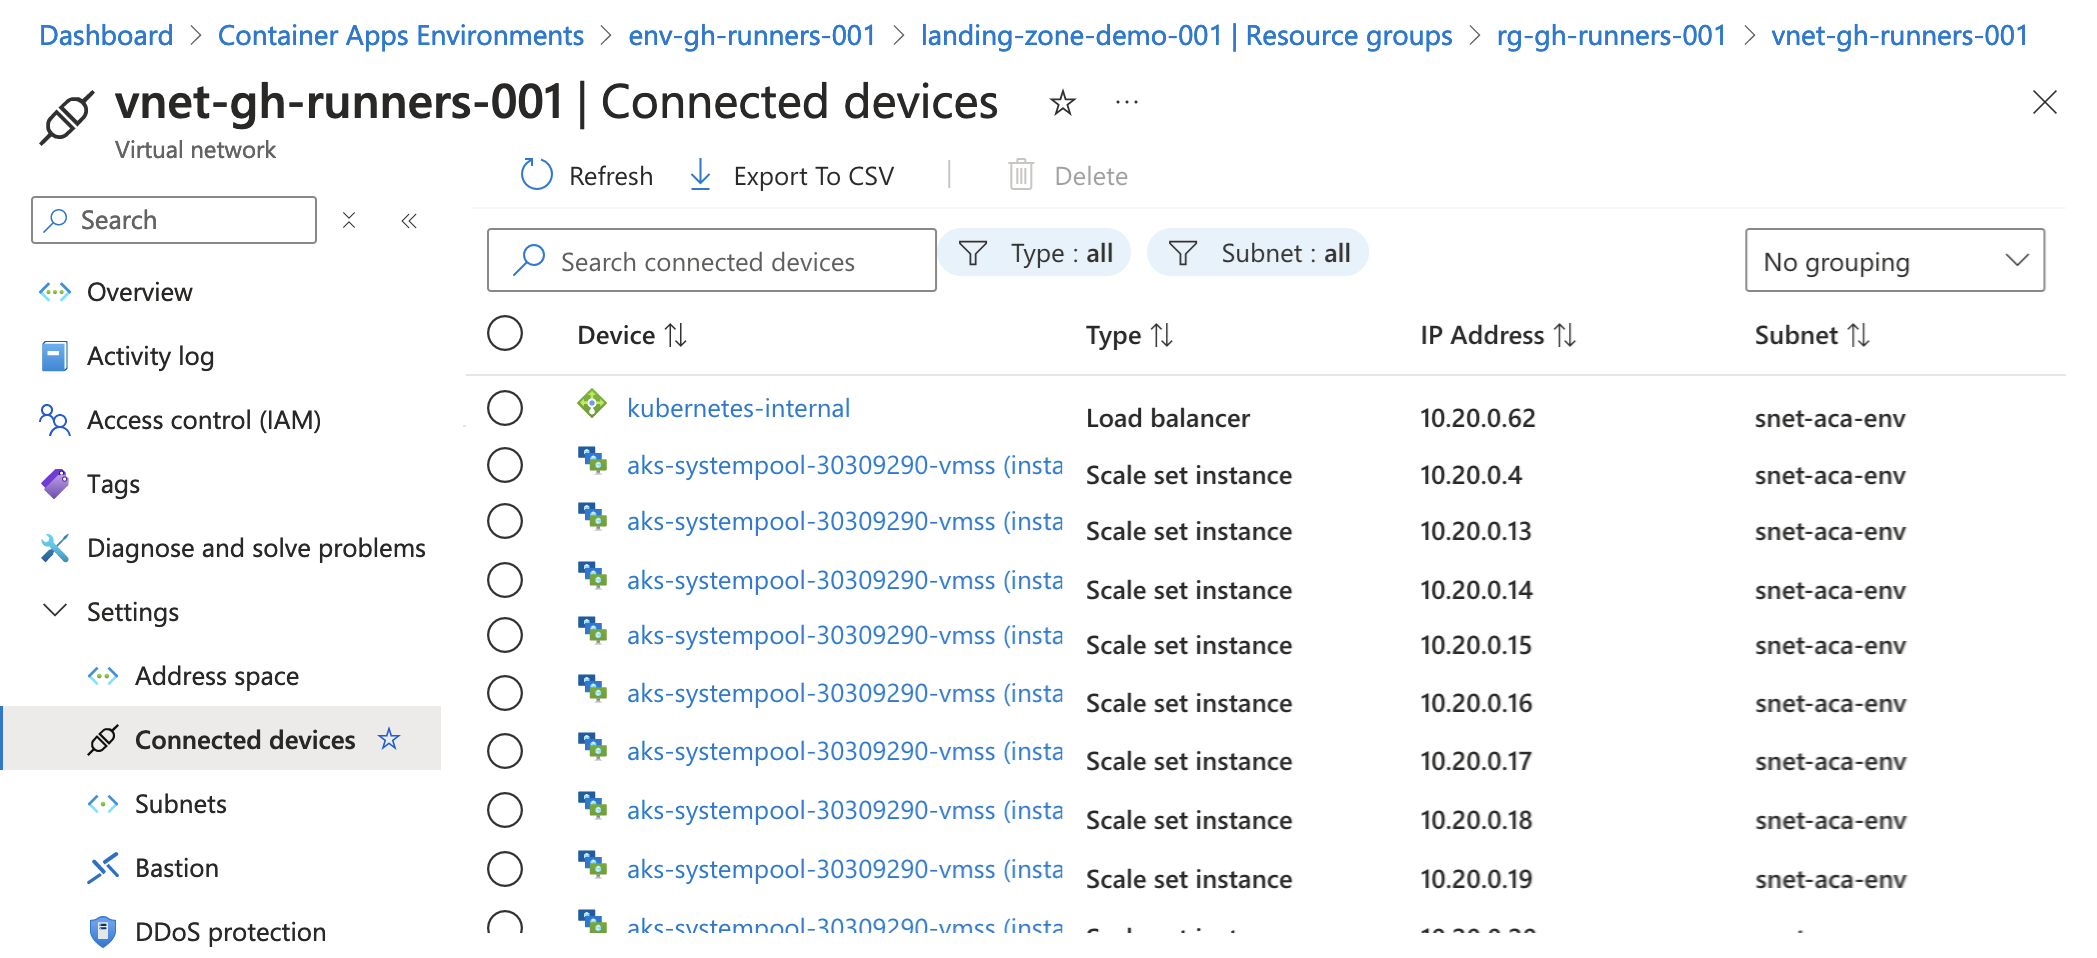 Dashboard > Container Apps Environments > env-gh-runners-001 > landing-zone-demo-001 | Resource groups > rg-gh-runners-001 > vnet-gh-runners-001
vnet-gh-runners-001 | Connected devices
Virtual network
Search
Overview
Activity log
Access control (IAM)
Tags
Diagnose and solve problems
Settings
Address space
Connected devices
Subnets
Bastion
DDoS protection
Refresh Export To CSV Delete
Search connected devices Type : all Subnet : all No grouping
Device Type IP Address Subnet
kubernetes-internal Load balancer 10.20.0.62 snet-aca-env
aks-systempool-30309290-vmss (insta Scale set instance 10.20.0.4 snet-aca-env
aks-systempool-30309290-vmss (insta Scale set instance 10.20.0.13 snet-aca-env
aks-systempool-30309290-vmss (insta Scale set instance 10.20.0.14 snet-aca-env
aks-systempool-30309290-vmss (insta Scale set instance 10.20.0.15 snet-aca-env
aks-systempool-30309290-vmss (insta Scale set instance 10.20.0.16 snet-aca-env
aks-systempool-30309290-vmss (insta Scale set instance 10.20.0.17 snet-aca-env
aks-systempool-30309290-vmss (insta Scale set instance 10.20.0.18 snet-aca-env
aks-systempool-30309290-vmss (insta Scale set instance 10.20.0.19 snet-aca-env
aks-systempool-30309290-vmss (insta